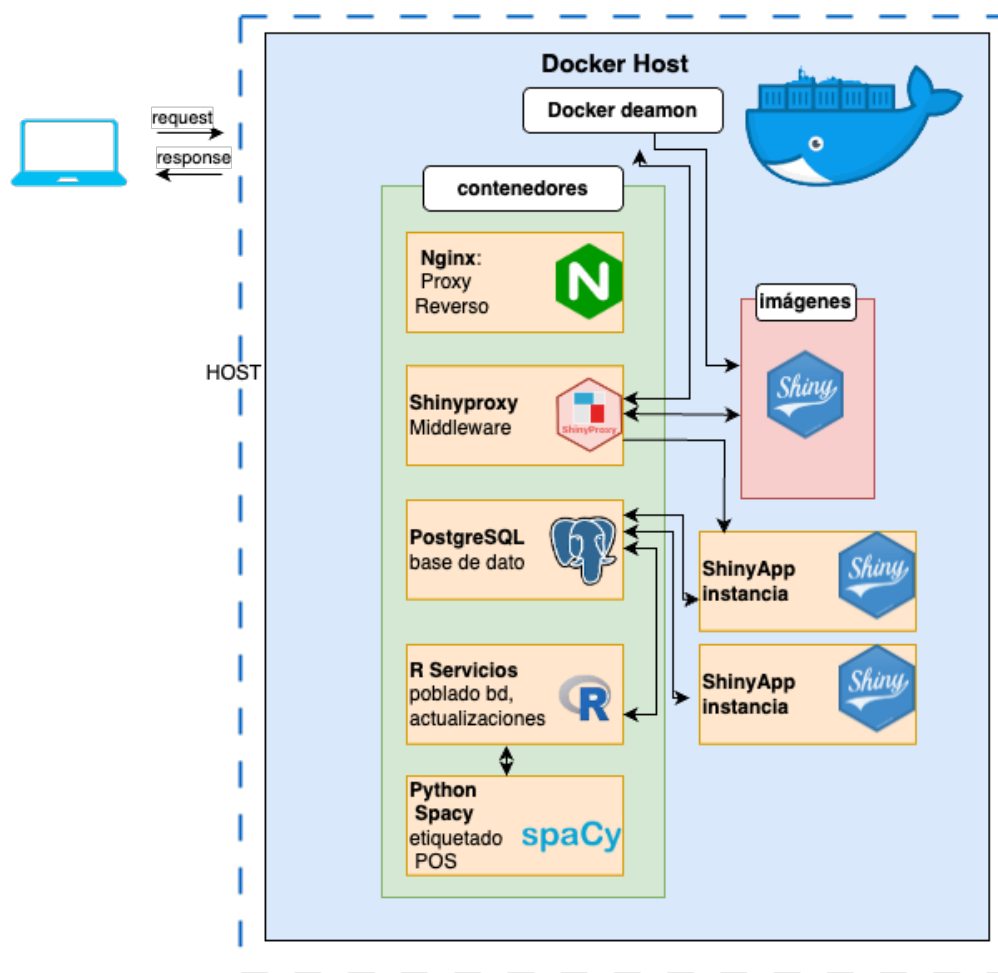 Docker Host
Docker deamon
request
response
contenedores
Nginx:
Proxy
Reverso
N
imágenes
Shiny
HOST
Shinyproxy
Middleware
ShinyProxy
PostgreSQL
base de dato
ShinyApp
instancia
Shiny
R Servicios
poblado bd,
actualizaciones
R
ShinyApp
instancia
Shiny
Python
Spacy
etiquetado
POS
spaCy